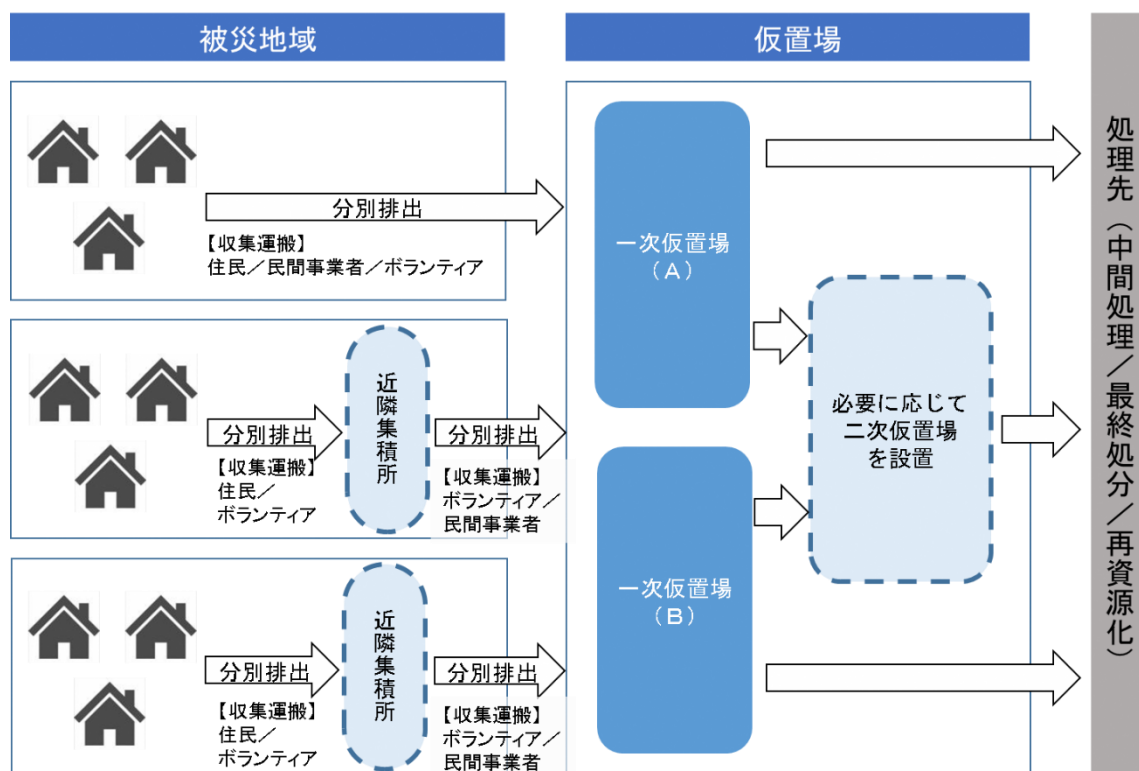 被災地域
仮置場
分別排出
【収集運搬】
住民／民間事業者／ボランティア
分別排出
【収集運搬】
住民／
ボランティア
近隣集積所
分別排出
【収集運搬】
ボランティア／
民間事業者
分別排出
【収集運搬】
住民／
ボランティア
近隣集積所
分別排出
【収集運搬】
ボランティア／
民間事業者
一次仮置場
（Ａ）
一次仮置場
（Ｂ）
必要に応じて
二次仮置場
を設置
処理先（中間処理／最終処分／再資源化）